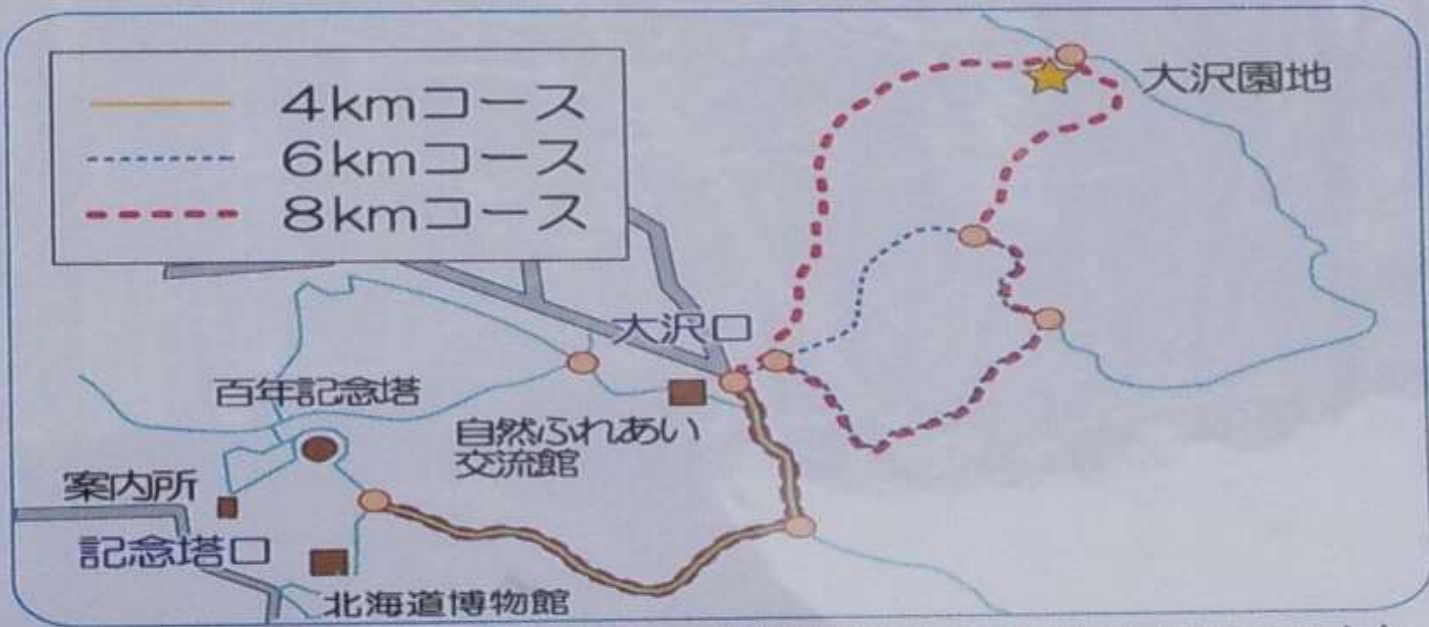 4kmコース
6kmコース
8kmコース
大沢園地
大沢口
百年記念塔
自然ふれあい
交流館
案内所
記念塔口
北海道博物館